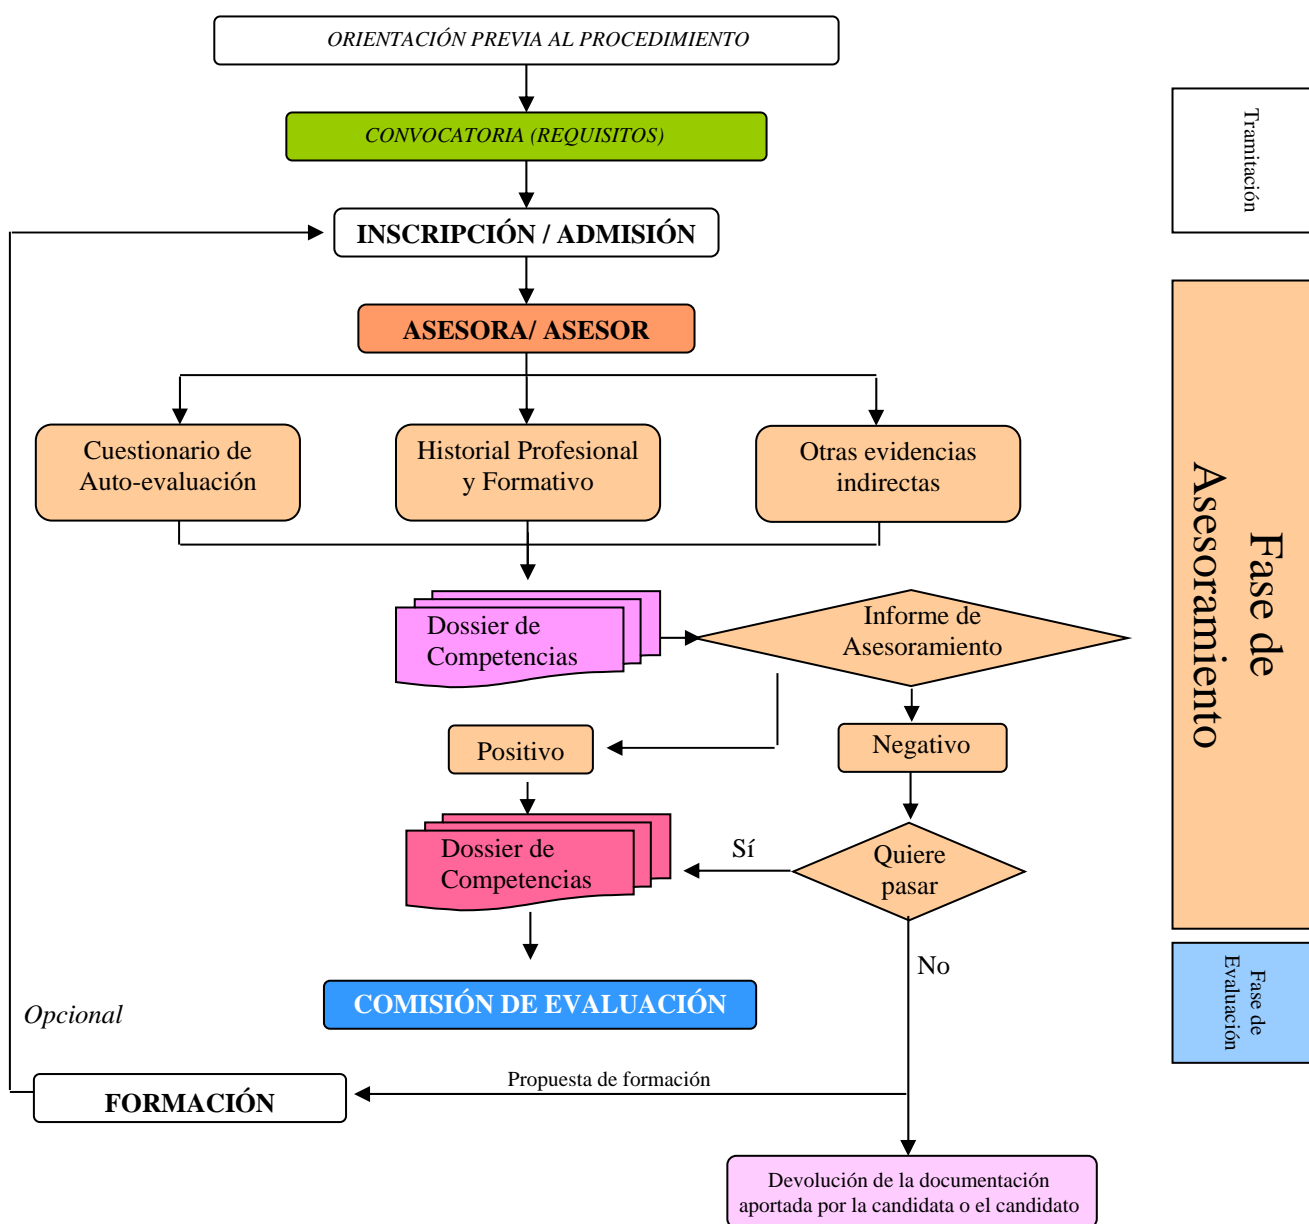 ORIENTACIÓN PREVIA AL PROCEDIMIENTO
CONVOCATORIA (REQUISITOS)
Tramitación
INSCRIPCIÓN / ADMISIÓN
ASESORA/ ASESOR
Cuestionario de
Auto-evaluación
Historial Profesional
y Formativo
Otras evidencias
indirectas
Fase de
Asesoramiento
Dossier de
Competencias
Informe de
Asesoramiento
Positivo
Negativo
Dossier de
Competencias
Sí
Quiere
pasar
No
COMISIÓN DE EVALUACIÓN
Fase de
Evaluación
Opcional
Propuesta de formación
FORMACIÓN
Devolución de la documentación
aportada por la candidata o el candidato